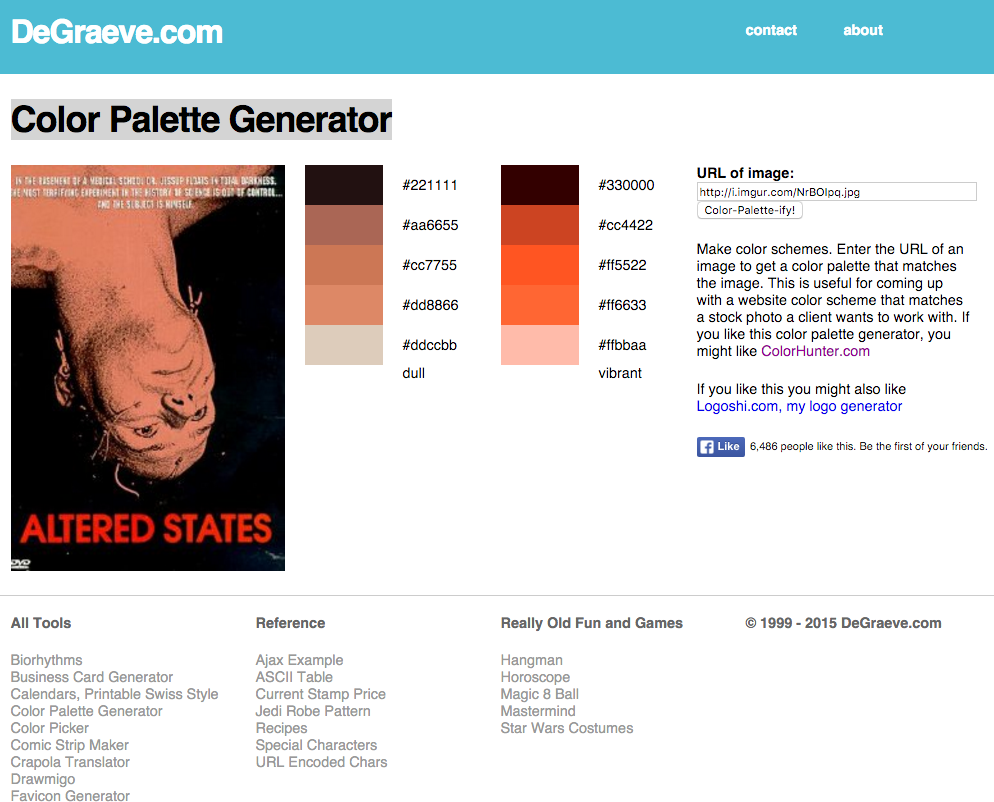 DeGraeve.com
contact
about
Color Palette Generator
IN THE BASEMENT OF A MEDICAL SCHOOL DR. JESSUP FLOATS IN TOTAL DARKNESS.
THE MOST TERRIFYING EXPERIMENT IN THE HISTORY OF SCIENCE IS OUT OF CONTROL...
AND THE SUBJECT IS HIMSELF.
ALTERED STATES
DVD
#221111
#aa6655
#cc7755
#dd8866
#ddccbb
dull
#330000
#cc4422
#ff5522
#ff6633
#ffbbaa
vibrant
URL of image:
http://i.imgur.com/NrBOIpq.jpg
Color-Palette-ify!
Make color schemes. Enter the URL of an
image to get a color palette that matches
the image. This is useful for coming up
with a website color scheme that matches
a stock photo a client wants to work with. If
you like this color palette generator, you
might like ColorHunter.com
If you like this you might also like
Logoshi.com, my logo generator
Like
6,486 people like this. Be the first of your friends.
All Tools
Biorhythms
Business Card Generator
Calendars, Printable Swiss Style
Color Palette Generator
Color Picker
Comic Strip Maker
Crapola Translator
Drawmigo
Favicon Generator
Reference
Ajax Example
ASCII Table
Current Stamp Price
Jedi Robe Pattern
Recipes
Special Characters
URL Encoded Chars
Really Old Fun and Games
Hangman
Horoscope
Magic 8 Ball
Mastermind
Star Wars Costumes
© 1999 - 2015 DeGraeve.com